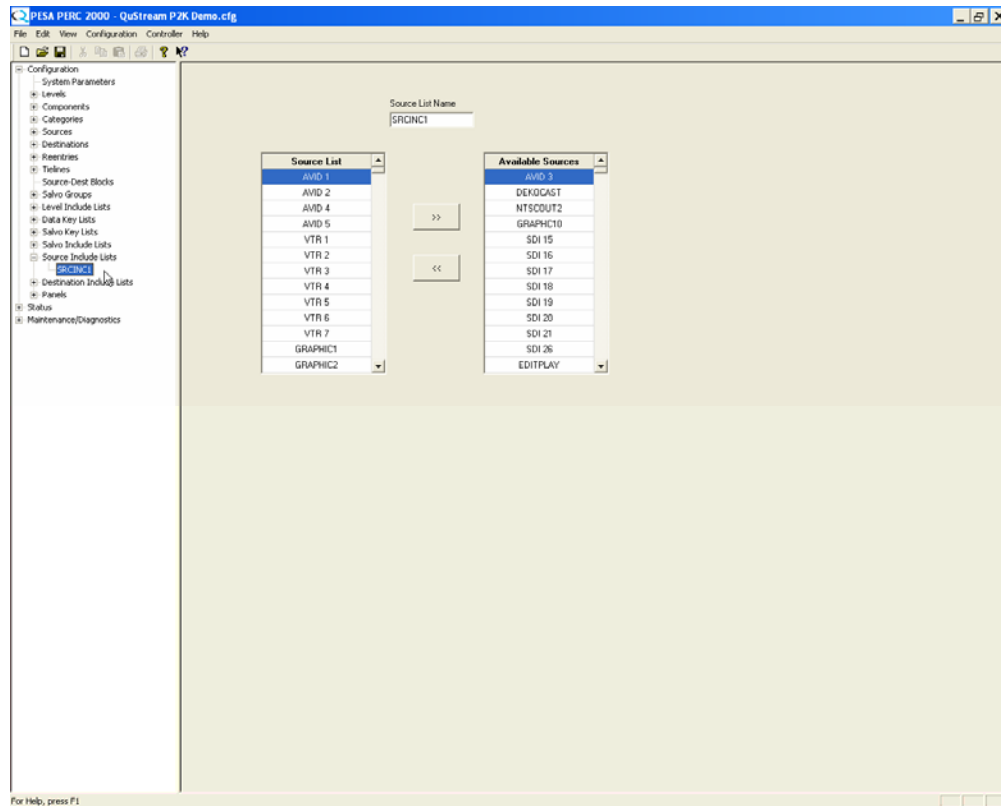 PESA PERC 2000 - QuStream P2K Demo.cfg
File Edit View Configuration Controller Help
Configuration
System Parameters
Levels
Components
Categories
Sources
Destinations
Reentries
Tielines
Source-Dest Blocks
Salvo Groups
Level Include Lists
Data Key Lists
Salvo Key Lists
Salvo Include Lists
Source Include Lists
SRCINC1
Destination Include Lists
Panels
Status
Maintenance/Diagnostics
Source List Name
SRCINC1
Source List
AVID 1
AVID 2
AVID 4
AVID 5
VTR 1
VTR 2
VTR 3
VTR 4
VTR 5
VTR 6
VTR 7
GRAPHIC1
GRAPHIC2
>>
<<
Available Sources
AVID 3
DEKOCAST
NTSCOUT2
GRAPHC10
SDI 15
SDI 16
SDI 17
SDI 18
SDI 19
SDI 20
SDI 21
SDI 26
EDITPLAY
For Help, press F1